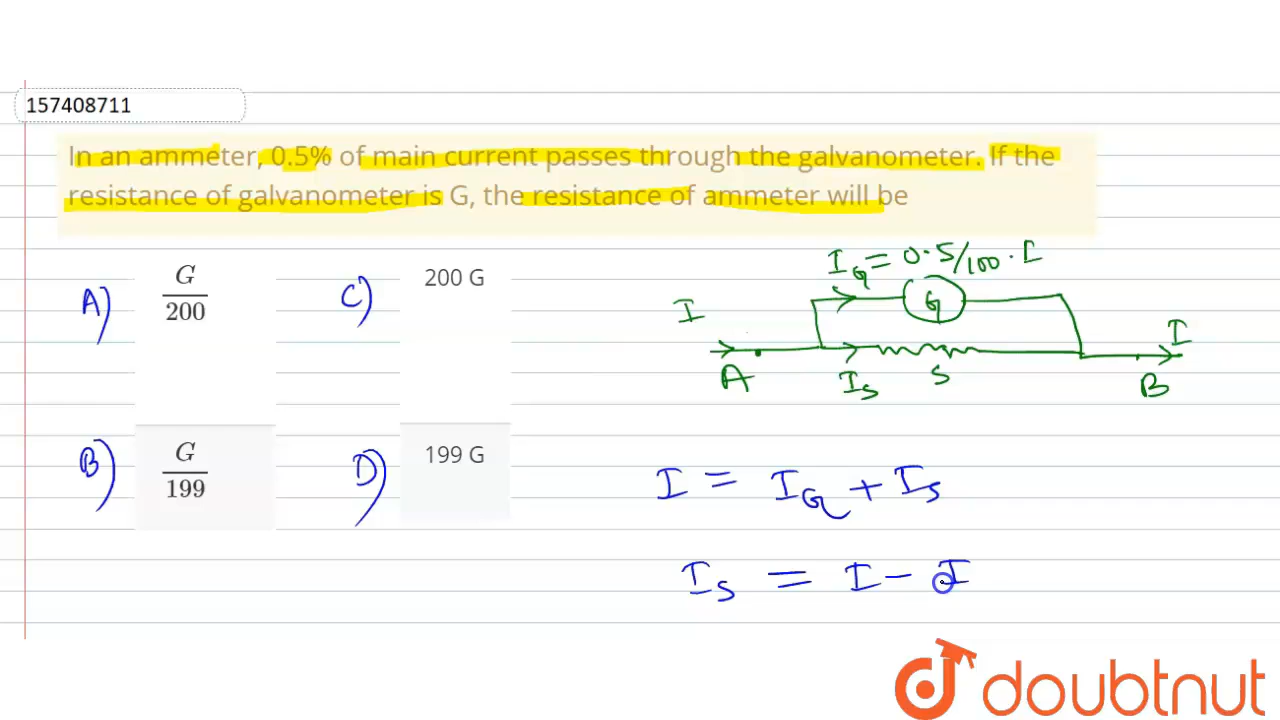 157408711
In an ammeter, 0.5% of main current passes through the galvanometer. If the
resistance of galvanometer is G, the resistance of ammeter will be
A) G/200
C) 200 G
B) G/199
D) 199 G
I_G = 0.5/100 . I
I
G
I
A
I_S
S
B
I = I_G + I_S
I_S = I - I
doubtnut